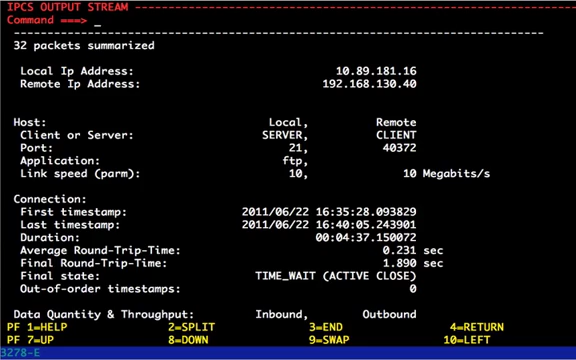 IPCS OUTPUT STREAM ----------------------------------------------------------
Command ===> _
--------------------------------------------------------------------------------
32 packets summarized
Local Ip Address: 10.89.181.16
Remote Ip Address: 192.168.130.40
Host: Local, Remote
Client or Server: SERVER, CLIENT
Port: 21, 40372
Application: ftp,
Link speed (parm): 10, 10 Megabits/s
Connection:
First timestamp: 2011/06/22 16:35:28.093829
Last timestamp: 2011/06/22 16:40:05.243901
Duration: 00:04:37.150072
Average Round-Trip-Time: 0.231 sec
Final Round-Trip-Time: 1.890 sec
Final state: TIME_WAIT (ACTIVE CLOSE)
Out-of-order timestamps: 0
Data Quantity & Throughput: Inbound, Outbound
PF 1=HELP 2=SPLIT 3=END 4=RETURN
PF 7=UP 8=DOWN 9=SWAP 10=LEFT
3278-E